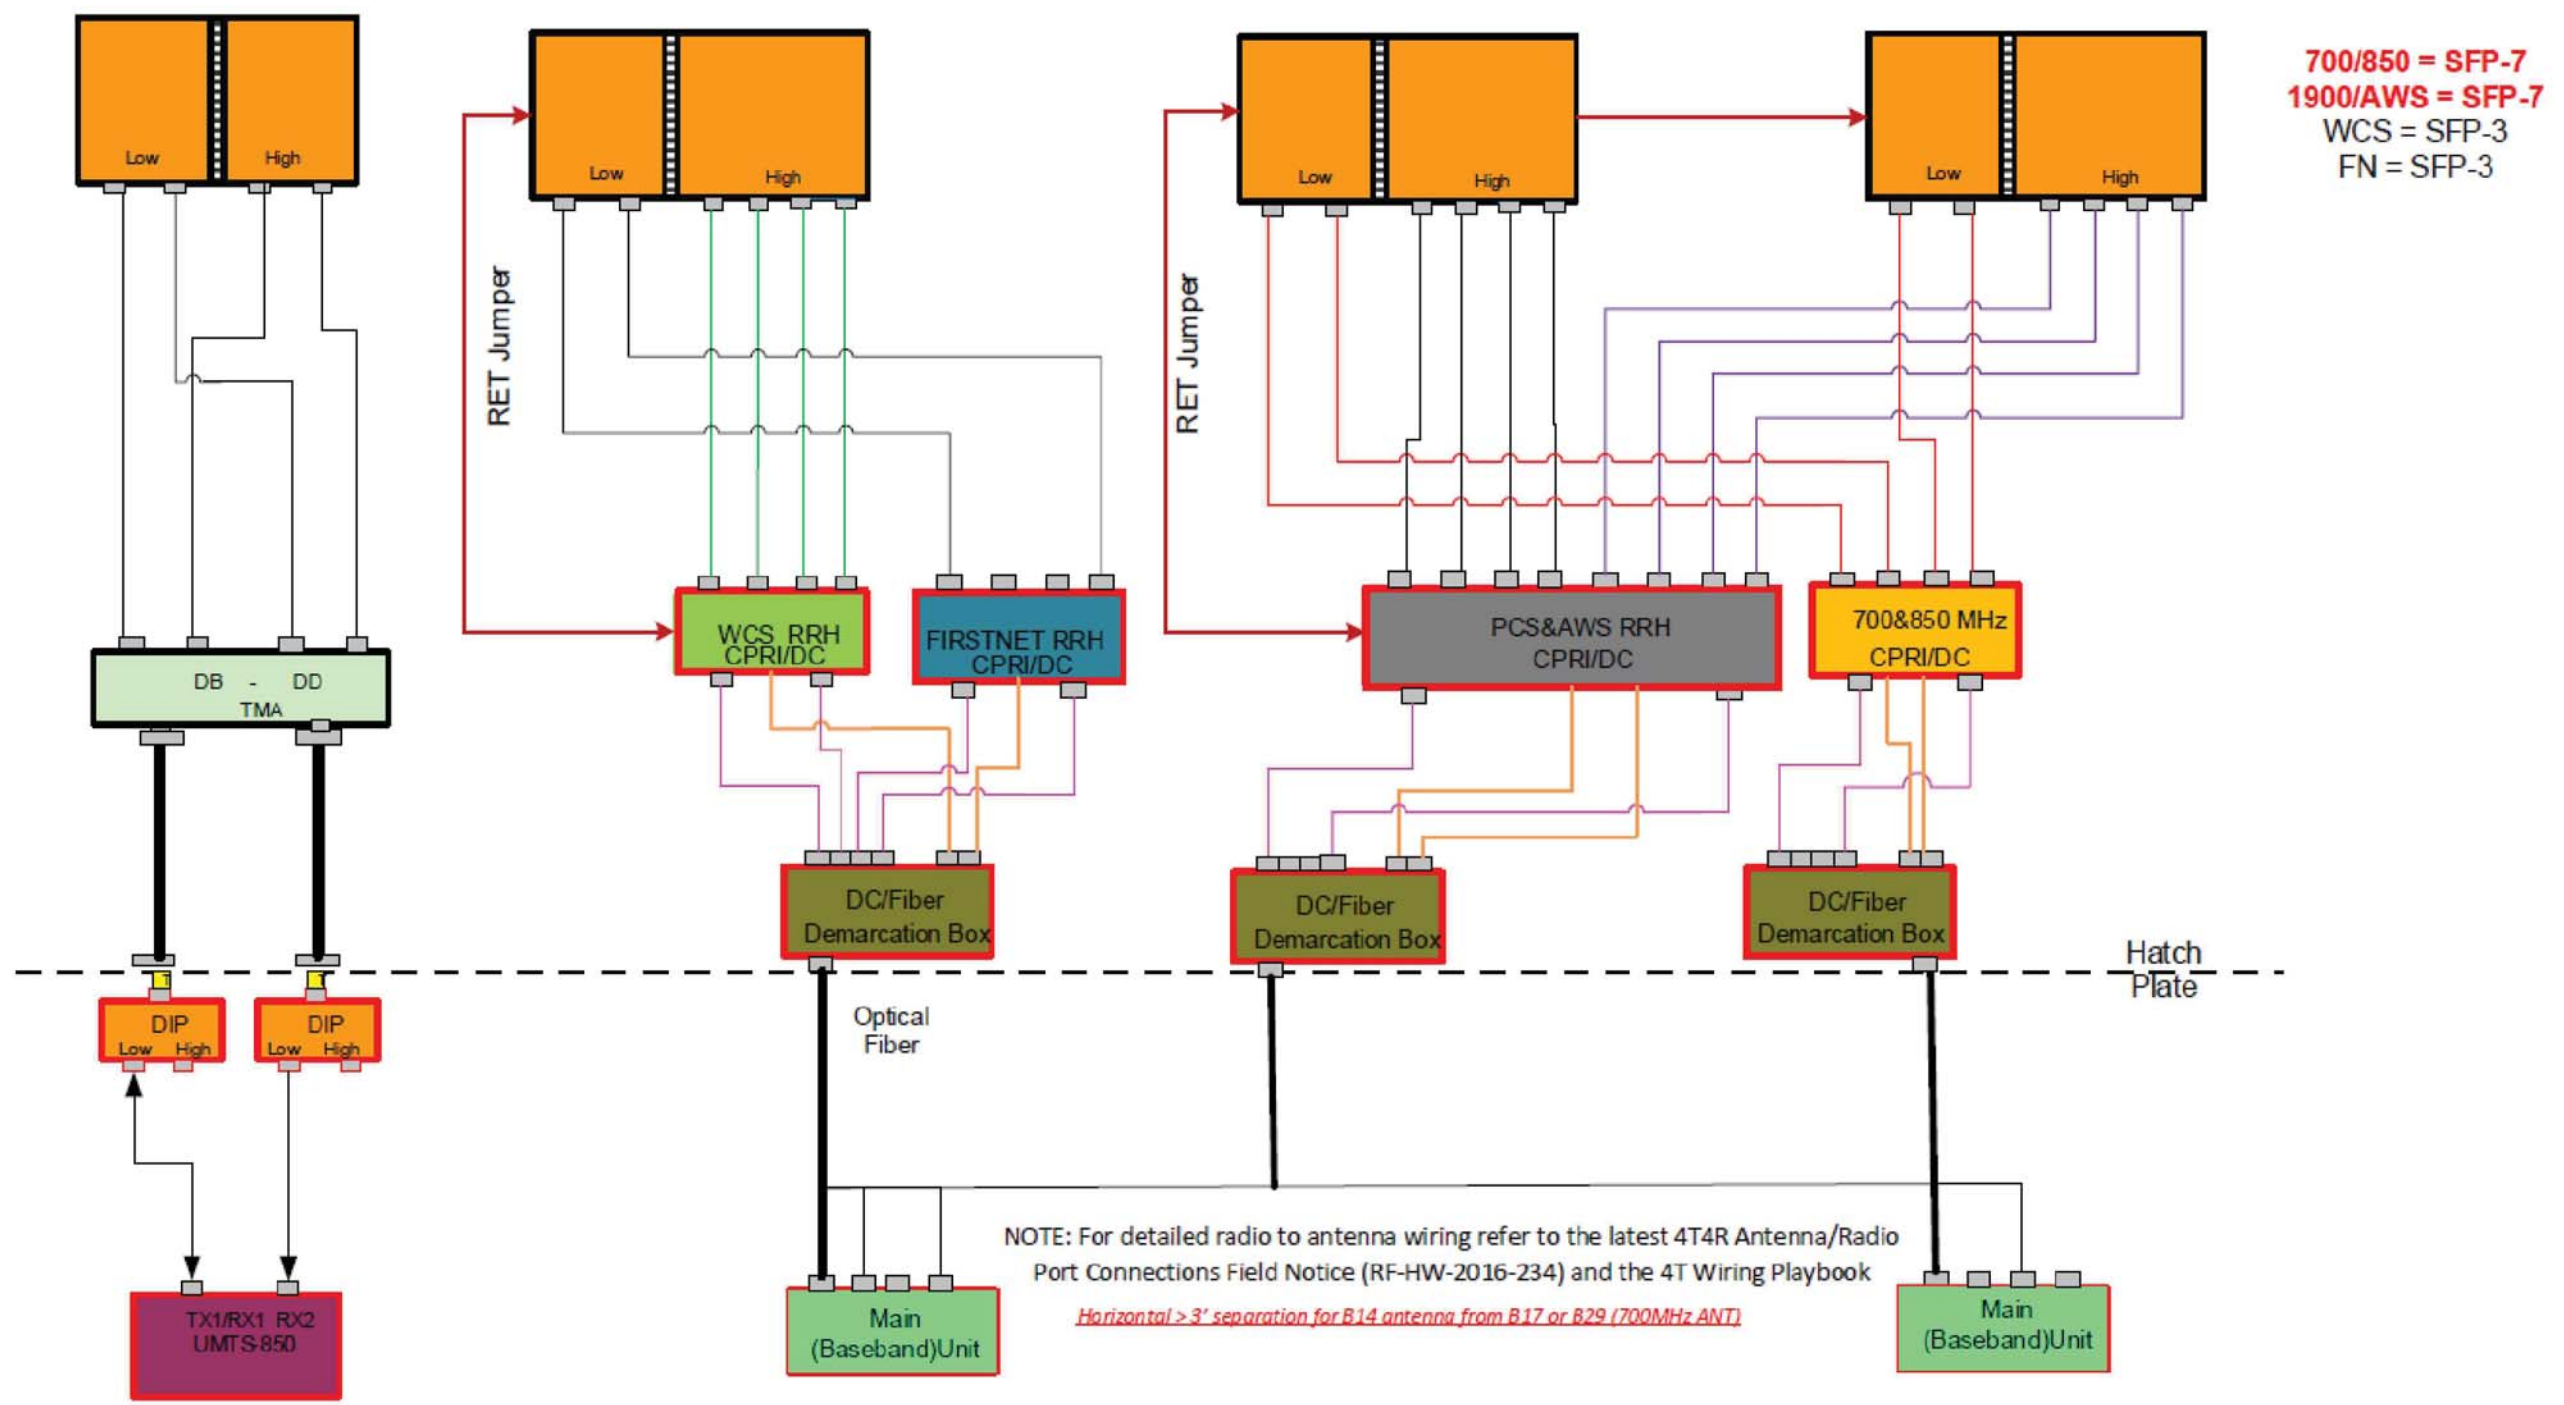 Low
High
Low
High
Low
High
Low
High
700/850 = SFP-7
1900/AWS = SFP-7
WCS = SFP-3
FN = SFP-3
RET Jumper
RET Jumper
WCS RRH
CPRI/DC
FIRSTNET RRH
CPRI/DC
PCS&AWS RRH
CPRI/DC
700&850 MHz
CPRI/DC
DB - DD
TMA
DC/Fiber
Demarcation Box
DC/Fiber
Demarcation Box
DC/Fiber
Demarcation Box
Hatch
Plate
T
T
DIP
Low High
DIP
Low High
Optical
Fiber
NOTE: For detailed radio to antenna wiring refer to the latest 4T4R Antenna/Radio
Port Connections Field Notice (RF-HW-2016-234) and the 4T Wiring Playbook
Horizontal > 3' separation for B14 antenna from B17 or B29 (700MHz ANT)
TX1/RX1 RX2
UMTS-850
Main
(Baseband)Unit
Main
(Baseband)Unit